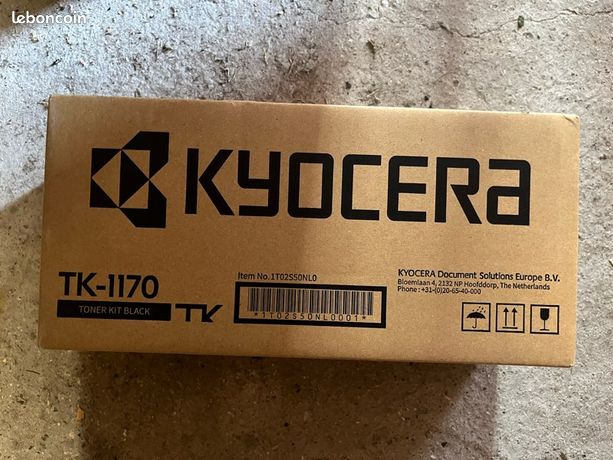 leboncoin
KYOCERA
TK-1170
TONER KIT BLACK
TK
Item No. 1T02S50NL0
*1T02S50NL0001*
KYOCERA Document Solutions Europe B.V.
Bloemlaan 4, 2132 NP Hoofddorp, The Netherlands
Phone : +31-(0)20-65-40-000